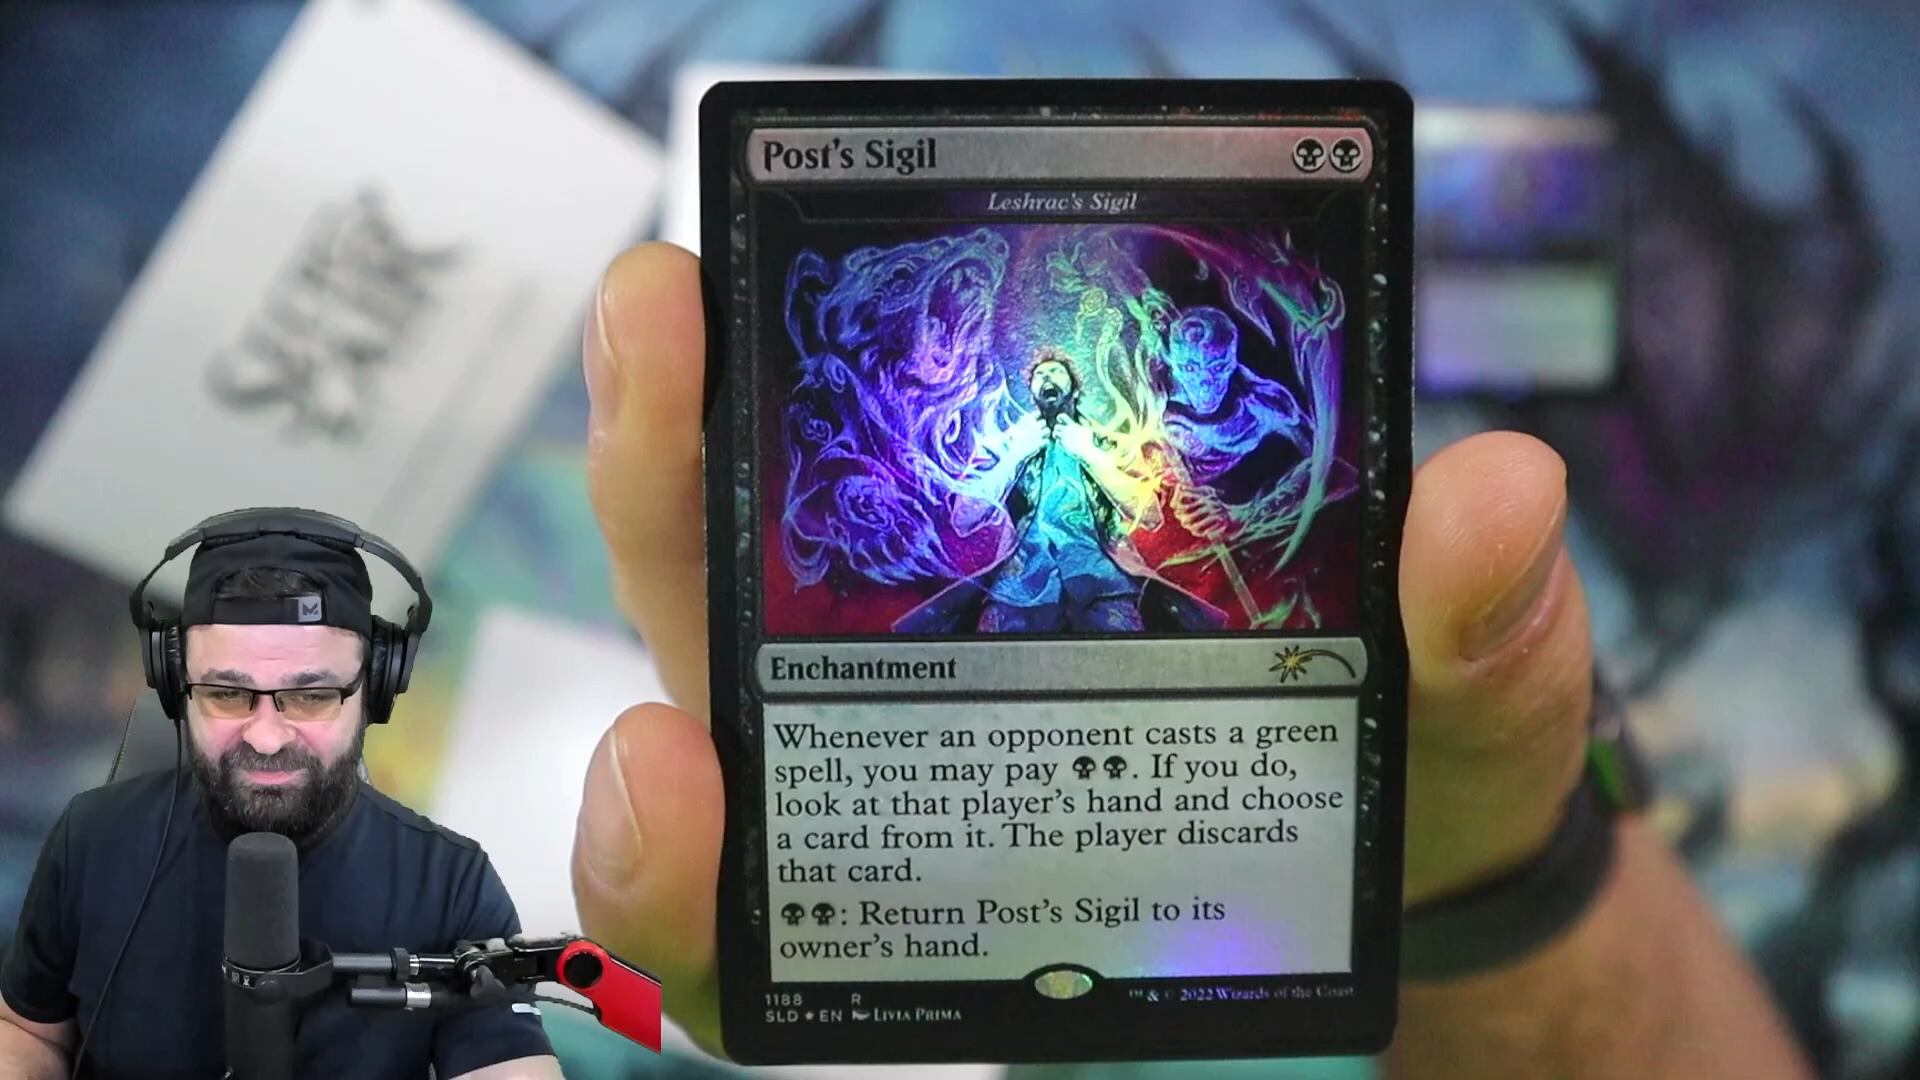 SECRET
LAIR
Post's Sigil
Leshrac's Sigil
Enchantment
Whenever an opponent casts a green
spell, you may pay . If you do,
look at that player's hand and choose
a card from it. The player discards
that card.
: Return Post's Sigil to its
owner's hand.
1188 R
SLD ★ EN LIVIA PRIMA
™ & © 2022 Wizards of the Coast